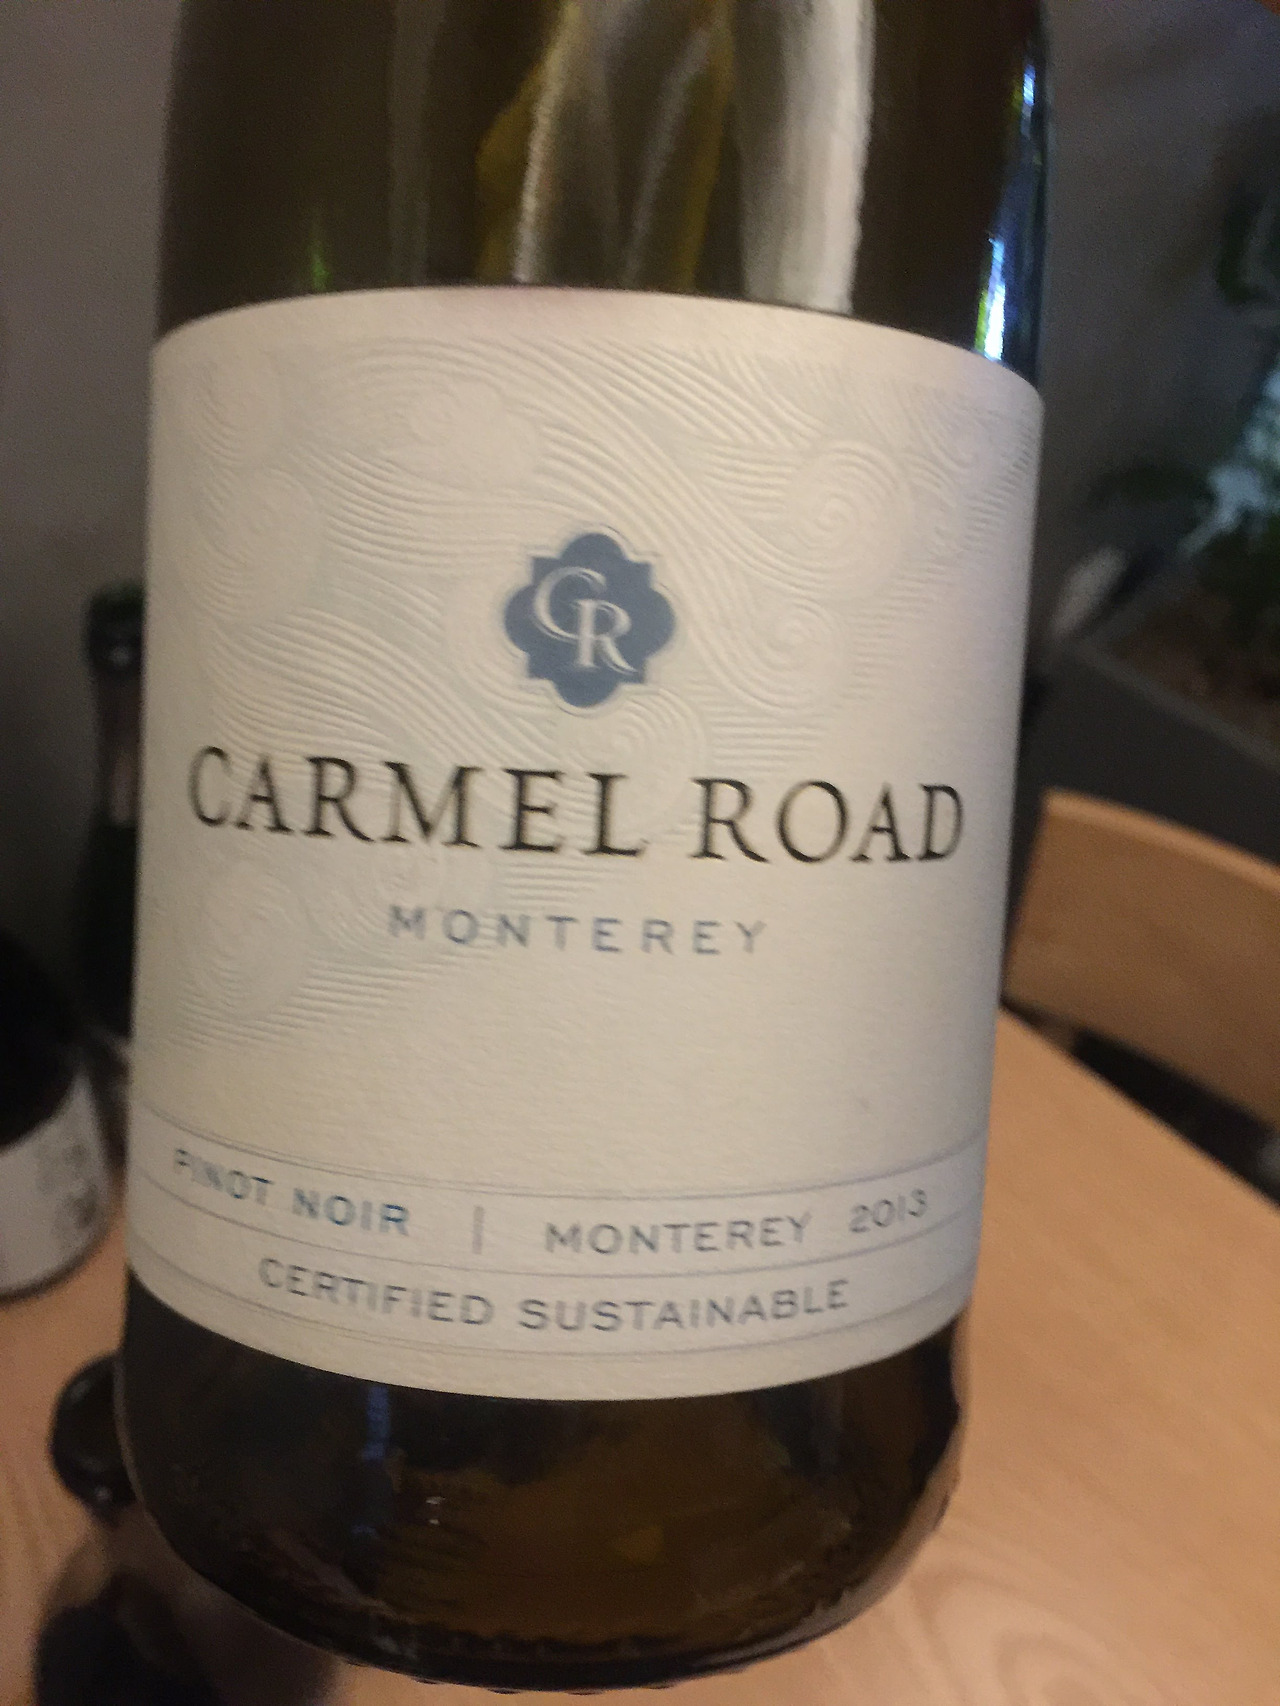 CR
CARMEL ROAD
MONTEREY
PINOT NOIR | MONTEREY 2013
CERTIFIED SUSTAINABLE